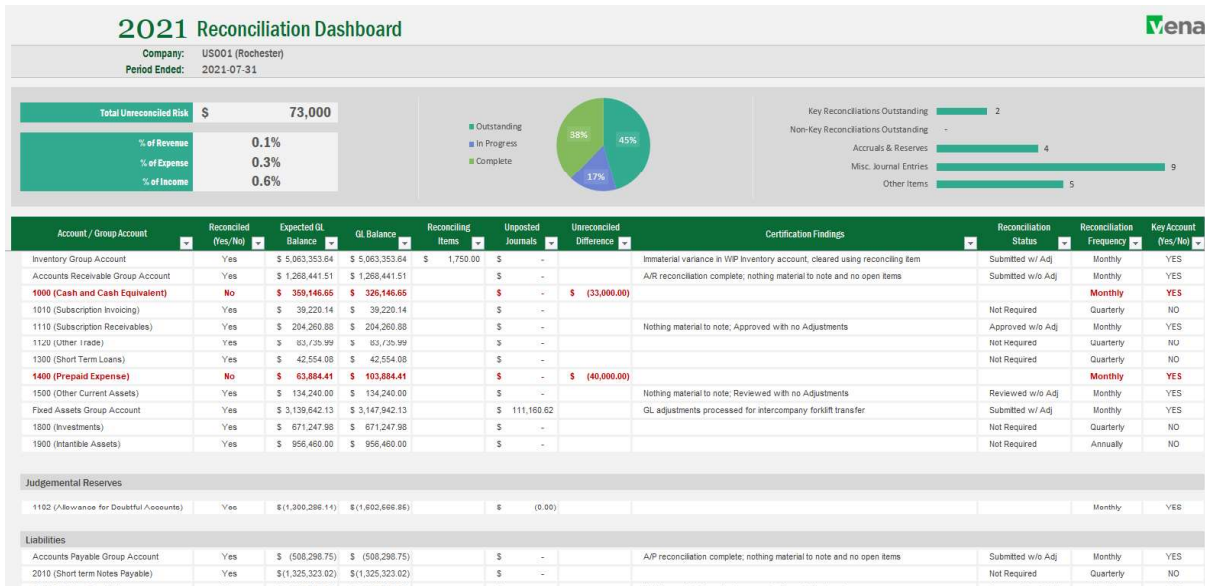 2021 Reconciliation Dashboard
vena
Company: US001 (Rochester)
Period Ended: 2021-07-31
Total Unreconciled Risk $ 73,000
% of Revenue 0.1%
% of Expense 0.3%
% of Income 0.6%
Outstanding
In Progress
Complete
38%
45%
17%
Key Reconciliations Outstanding 2
Non-Key Reconciliations Outstanding -
Accruals & Reserves 4
Misc. Journal Entries 9
Other Items 5
Account / Group Account Reconciled (Yes/No) Expected GL Balance GL Balance Reconciling Items Unposted Journals Unreconciled Difference Certification Findings Reconciliation Status Reconciliation Frequency Key Account (Yes/No)
Inventory Group Account Yes $ 5,063,353.64 $ 5,063,353.64 $ 1,750.00 $ - Immaterial variance in WIP Inventory account, cleared using reconciling item Submitted w/ Adj Monthly YES
Accounts Receivable Group Account Yes $ 1,268,441.51 $ 1,268,441.51 $ - A/R reconciliation complete; nothing material to note and no open items Submitted w/o Adj Monthly YES
1000 (Cash and Cash Equivalent) No $ 359,146.65 $ 326,146.65 $ - $ (33,000.00) Monthly YES
1010 (Subscription Invoicing) Yes $ 39,220.14 $ 39,220.14 $ - Not Required Quarterly NO
1110 (Subscription Receivables) Yes $ 204,260.88 $ 204,260.88 $ - Nothing material to note; Approved with no Adjustments Approved w/o Adj Monthly YES
1120 (Other Trade) Yes $ 83,735.99 $ 83,735.99 $ - Not Required Quarterly NO
1300 (Short Term Loans) Yes $ 42,554.08 $ 42,554.08 $ - Not Required Quarterly NO
1400 (Prepaid Expense) No $ 63,884.41 $ 103,884.41 $ - $ (40,000.00) Monthly YES
1500 (Other Current Assets) Yes $ 134,240.00 $ 134,240.00 $ - Nothing material to note; Reviewed with no Adjustments Reviewed w/o Adj Monthly YES
Fixed Assets Group Account Yes $ 3,139,642.13 $ 3,147,942.13 $ 111,160.62 GL adjustments processed for intercompany forklift transfer Submitted w/ Adj Monthly YES
1800 (Investments) Yes $ 671,247.98 $ 671,247.98 $ - Not Required Quarterly NO
1900 (Intantible Assets) Yes $ 956,460.00 $ 956,460.00 $ - Not Required Annually NO
Judgemental Reserves
1102 (Allowance for Doubtful Accounts) Yes $(1,300,286.14) $(1,602,666.86) $ (0.00) Monthly YES
Liabilities
Accounts Payable Group Account Yes $ (508,298.75) $ (508,298.75) $ - A/P reconciliation complete; nothing material to note and no open items Submitted w/o Adj Monthly YES
2010 (Short term Notes Payable) Yes $(1,325,323.02) $(1,325,323.02) $ - Not Required Quarterly NO